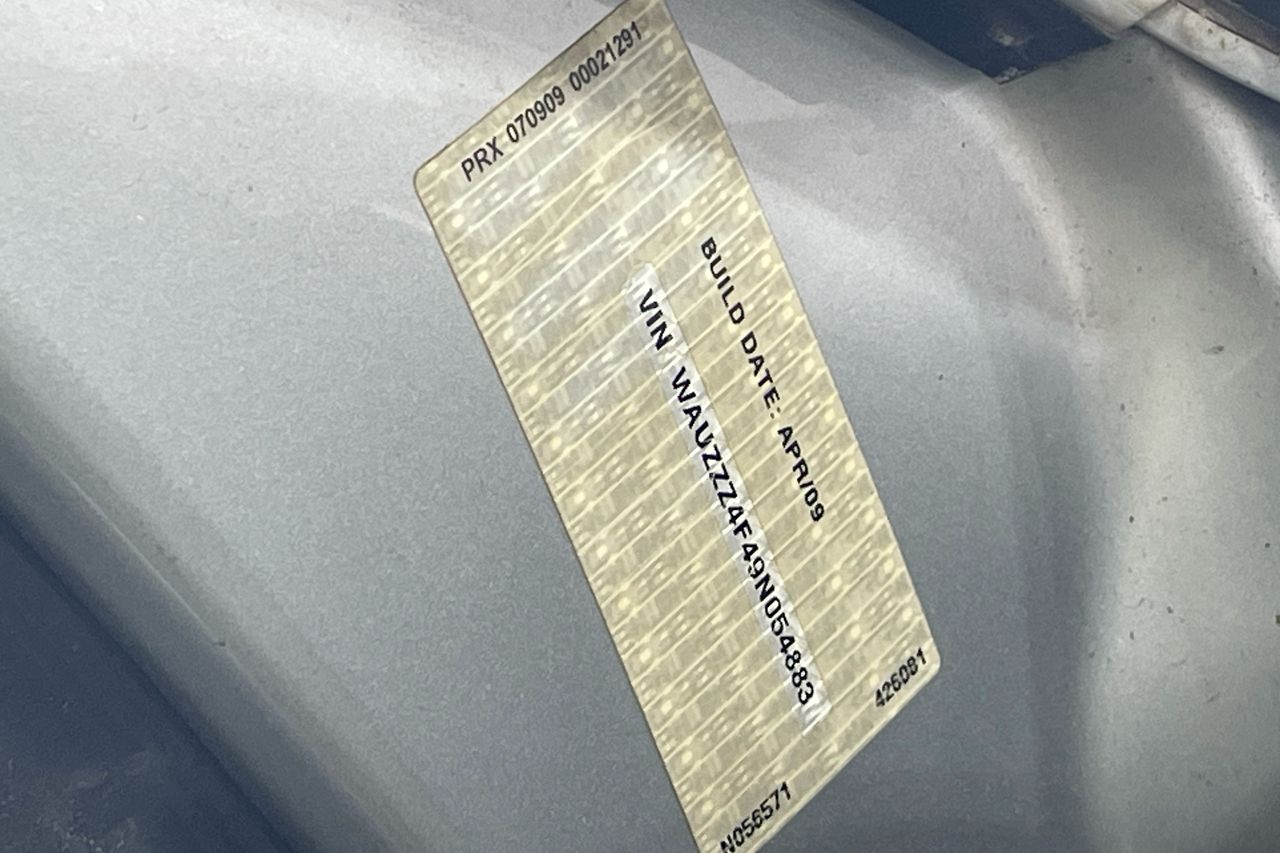 PRX 070909 00021291
BUILD DATE: APR/09
VIN WAUZZZ4F49N054883
426081
N056571